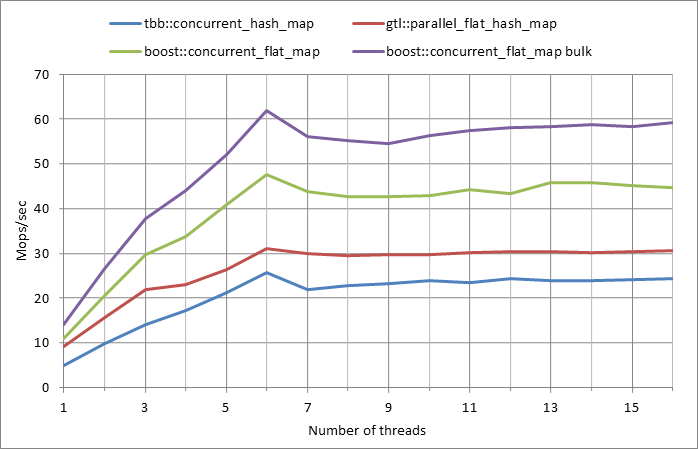 tbb::concurrent_hash_map gtl::parallel_flat_hash_map
boost::concurrent_flat_map boost::concurrent_flat_map bulk
70
60
50
40
30
20
10
0
Mops/sec
1 3 5 7 9 11 13 15
Number of threads